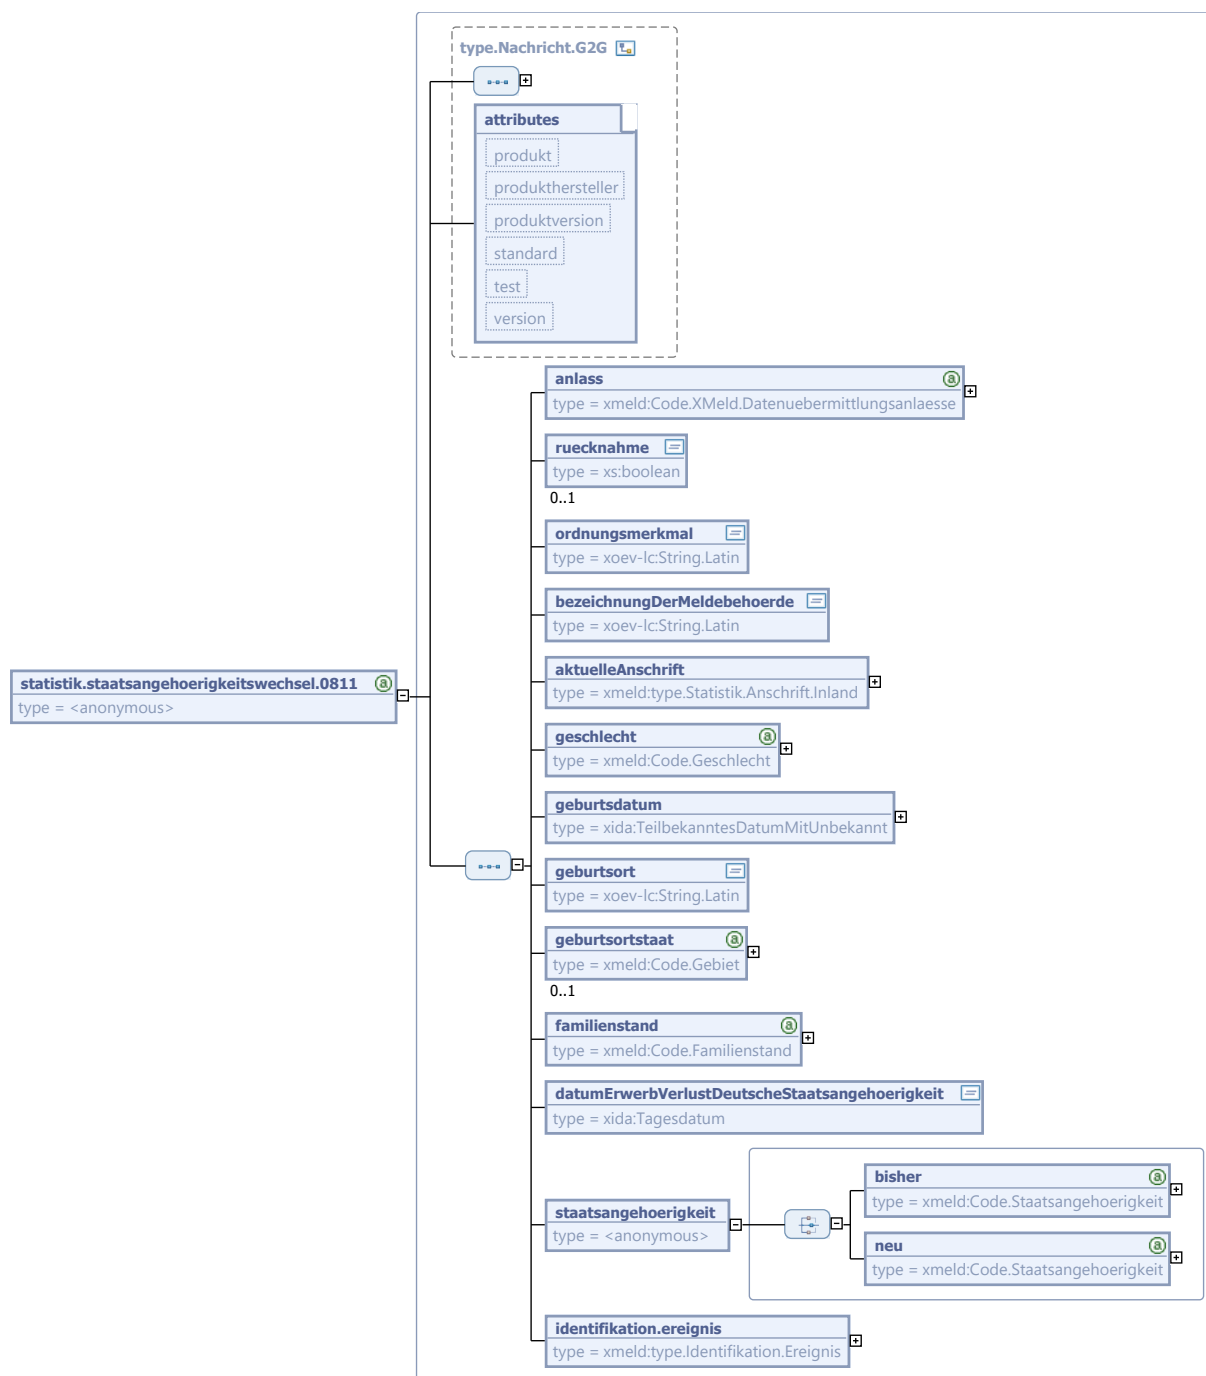 type.Nachricht.G2G
attributes
produkt
produkthersteller
produktversion
standard
test
version
anlass
type = xmeld:Code.XMeld.Datenuebermittlungsanlaesse
ruecknahme
type = xs:boolean
0..1
ordnungsmerkmal
type = xoev-lc:String.Latin
bezeichnungDerMeldebehoerde
type = xoev-lc:String.Latin
aktuelleAnschrift
type = xmeld:type.Statistik.Anschrift.Inland
statistik.staatsangehoerigkeitswechsel.0811
type = <anonymous>
geschlecht
type = xmeld:Code.Geschlecht
geburtsdatum
type = xida:TeilbekanntesDatumMitUnbekannt
geburtsort
type = xoev-lc:String.Latin
geburtsortstaat
type = xmeld:Code.Gebiet
0..1
familienstand
type = xmeld:Code.Familienstand
datumErwerbVerlustDeutscheStaatsangehoerigkeit
type = xida:Tagesdatum
staatsangehoerigkeit
type = <anonymous>
bisher
type = xmeld:Code.Staatsangehoerigkeit
neu
type = xmeld:Code.Staatsangehoerigkeit
identifikation.ereignis
type = xmeld:type.Identifikation.Ereignis